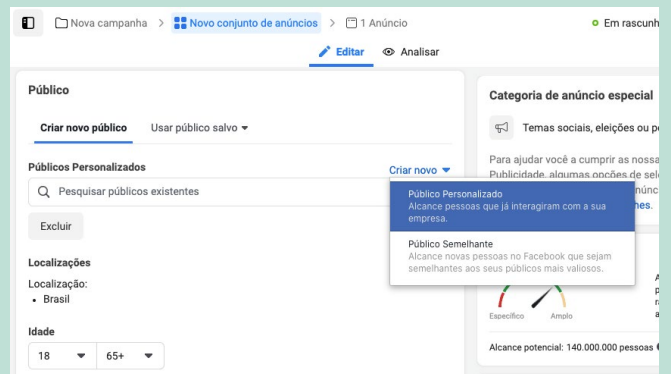 Nova campanha > Novo conjunto de anúncios > 1 Anúncio
Em
Editar Analisar
Público
Criar novo público Usar público salvo
Públicos Personalizados
Criar novo
Pesquisar públicos existentes
Excluir
Público Personalizado
Alcance pessoas que já interagiram com a sua
empresa.
Público Semelhante
Alcance novas pessoas no Facebook que sejam
semelhantes aos seus públicos mais valiosos.
Localizações
Localização:
• Brasil
Idade
18 65+
Categoria de anúncio especial
Temas sociais, eleições ou
Para ajudar você a cumprir as
Publicidade, algumas opções de
Específico Amplo
Alcance potencial: 140.000.000 pessoas